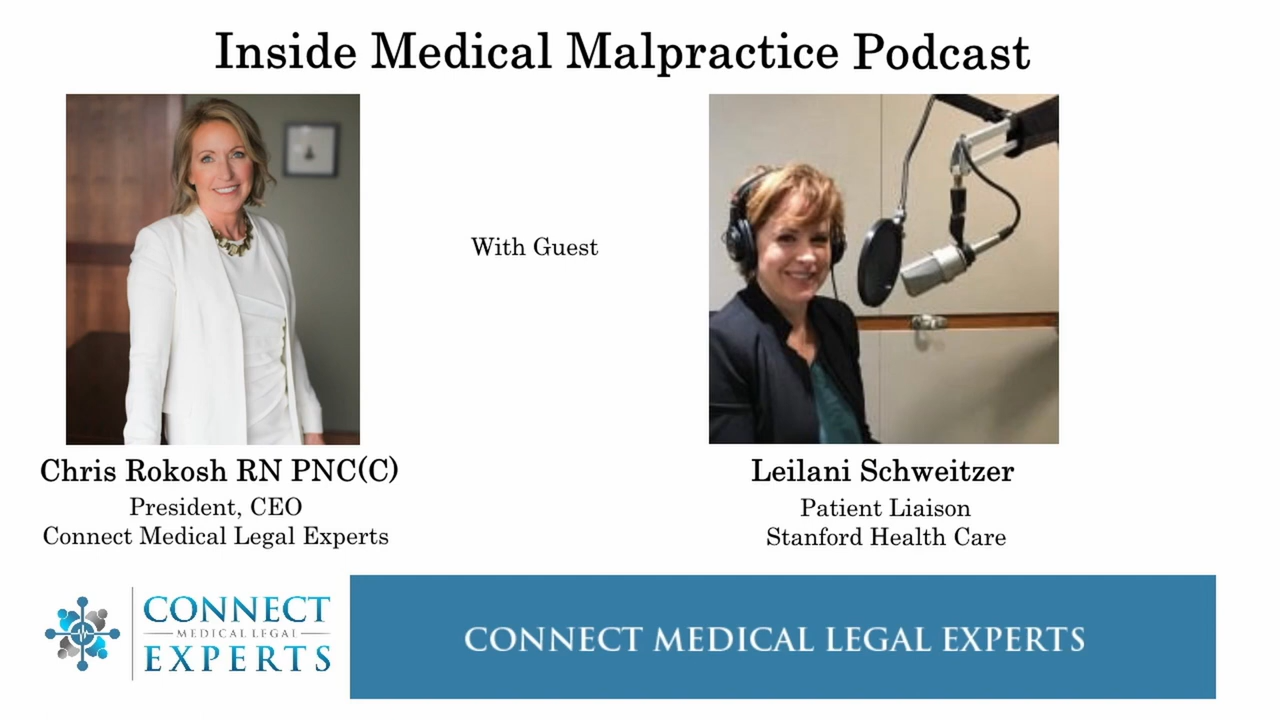 Inside Medical Malpractice Podcast
With Guest
Chris Rokosh RN PNC(C)
President, CEO
Connect Medical Legal Experts
Leilani Schweitzer
Patient Liaison
Stanford Health Care
CONNECT
MEDICAL LEGAL
EXPERTS
CONNECT MEDICAL LEGAL EXPERTS